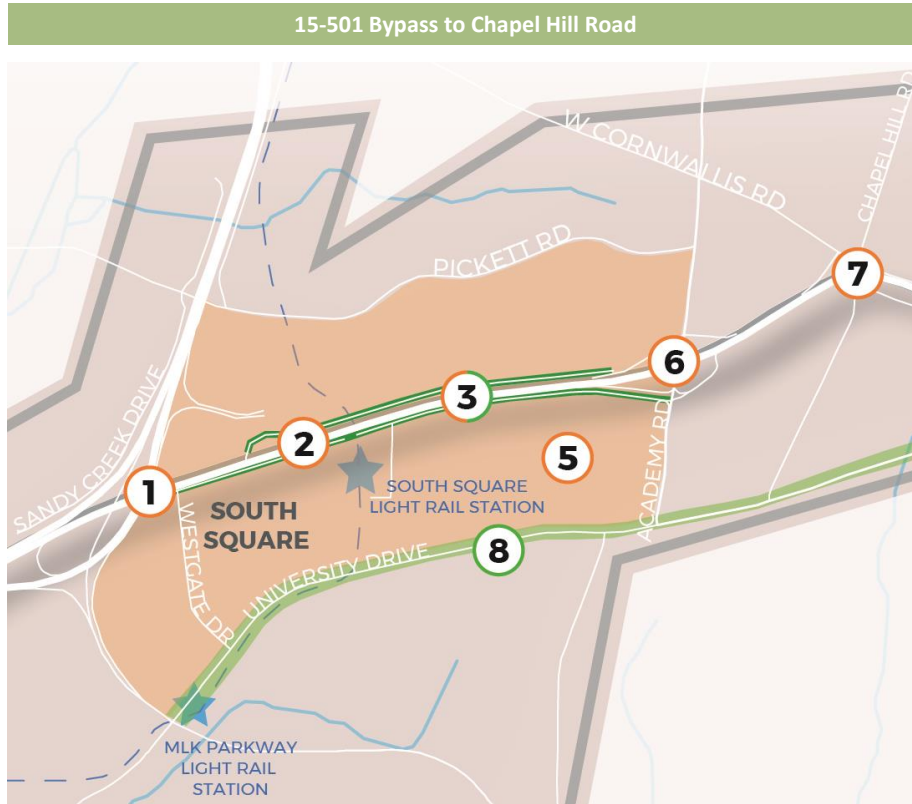 15-501 Bypass to Chapel Hill Road
W CORNWALLIS RD
CHAPEL HILL RD
PICKETT RD
7
6
3
SANDY CREEK DRIVE
2
5
1
SOUTH SQUARE
LIGHT RAIL STATION
ACADEMY RD
SOUTH
SQUARE
WESTGATE DR
UNIVERSITY DRIVE
8
MLK PARKWAY
LIGHT RAIL
STATION